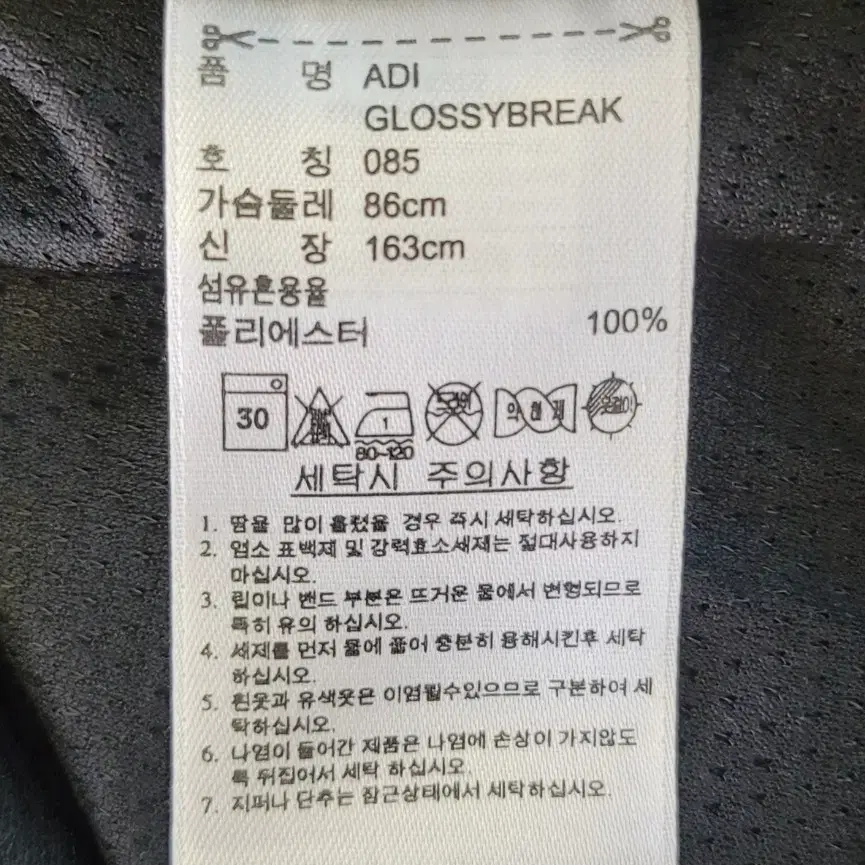 품 명 ADI
GLOSSYBREAK
호 칭 085
가슴둘레 86cm
신 장 163cm
섬유혼용율
폴리에스터 100%
30
1
80~120
세탁시 주의사항
1. 땀을 많이 흘렸을 경우 즉시 세탁하십시오.
2. 염소 표백제 및 강력효소세제는 절대사용하지
마십시오.
3. 립이나 밴드 부분은 뜨거운 물에서 변형되므로
특히 유의 하십시오.
4. 세제를 먼저 물에 풀어 충분히 용해시킨후 세탁
하십시오.
5. 흰옷과 유색옷은 이염될수있으므로 구분하여 세
탁하십시오.
6. 나염이 들어간 제품은 나염에 손상이 가지않도
록 뒤집어서 세탁 하십시오.
7. 지퍼나 단추는 잠근상태에서 세탁하십시오.